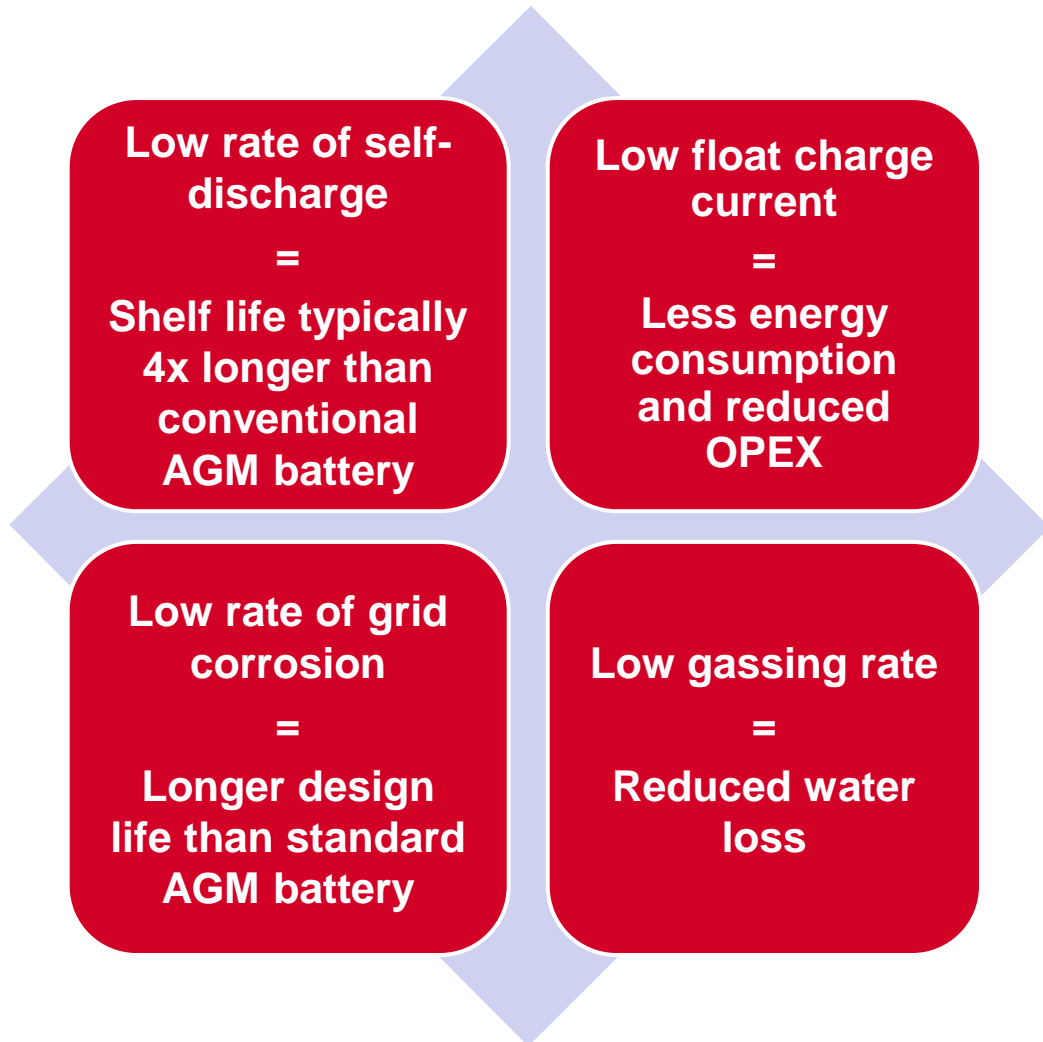 Low rate of self-
discharge
=
Shelf life typically
4x longer than
conventional
AGM battery
Low float charge
current
=
Less energy
consumption
and reduced
OPEX
Low rate of grid
corrosion
=
Longer design
life than standard
AGM battery
Low gassing rate
=
Reduced water
loss